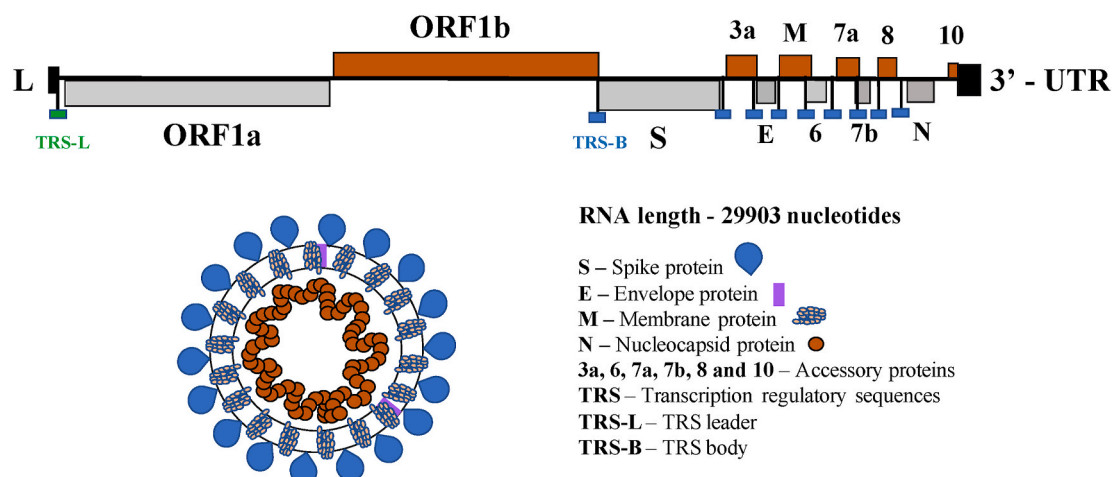 ORF1b
3a M 7a 8 10
L
3’ - UTR
TRS-L
ORF1a
TRS-B
S E 6 7b N
RNA length - 29903 nucleotides
S – Spike protein
E – Envelope protein
M – Membrane protein
N – Nucleocapsid protein
3a, 6, 7a, 7b, 8 and 10 – Accessory proteins
TRS – Transcription regulatory sequences
TRS-L – TRS leader
TRS-B – TRS body